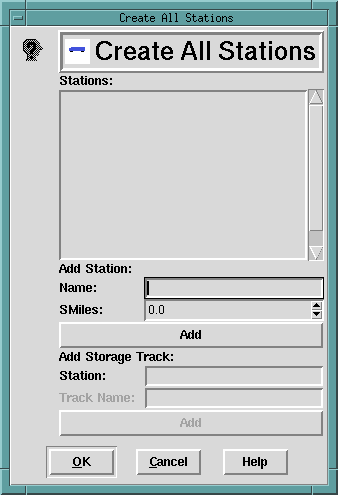 Create All Stations
Create All Stations
Stations:
Add Station:
Name:
SMiles: 0.0
Add
Add Storage Track:
Station:
Track Name:
Add
OK Cancel Help